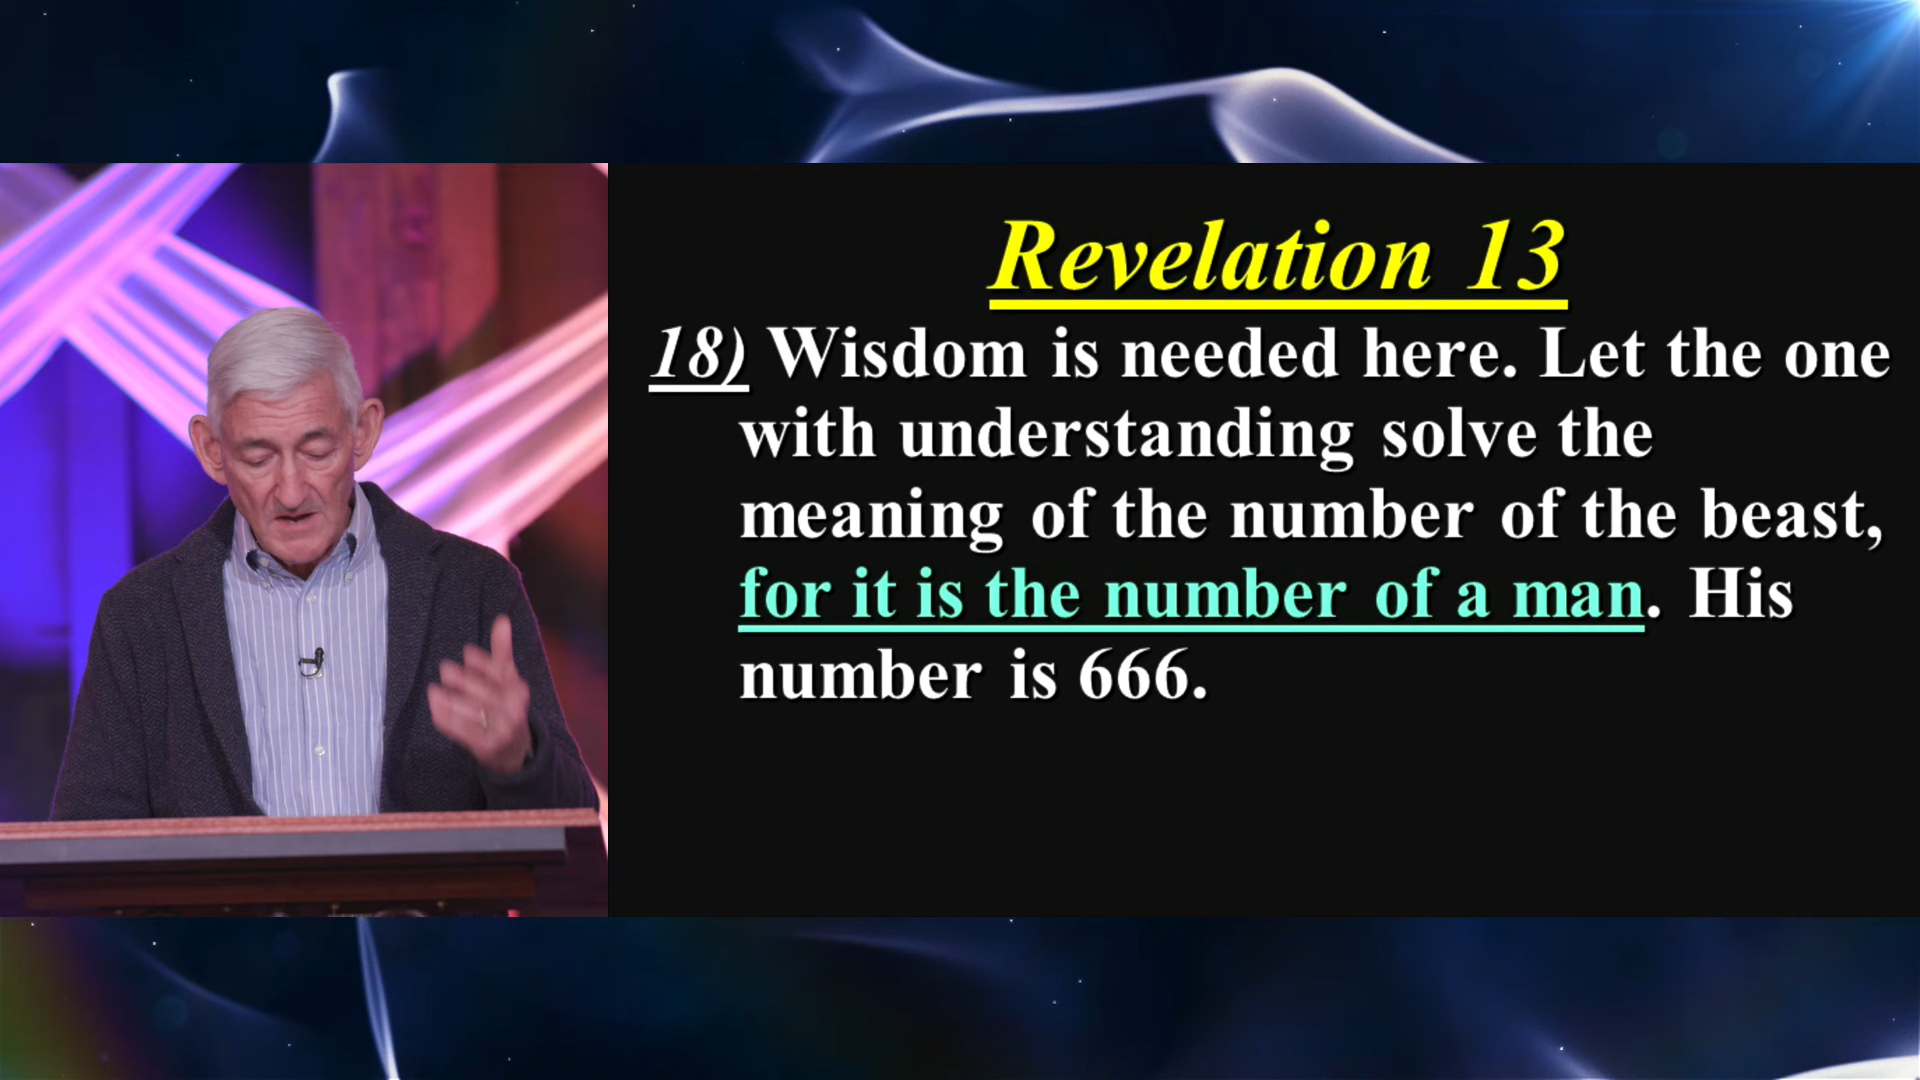 Revelation 13
18) Wisdom is needed here. Let the one
with understanding solve the
meaning of the number of the beast,
for it is the number of a man. His
number is 666.